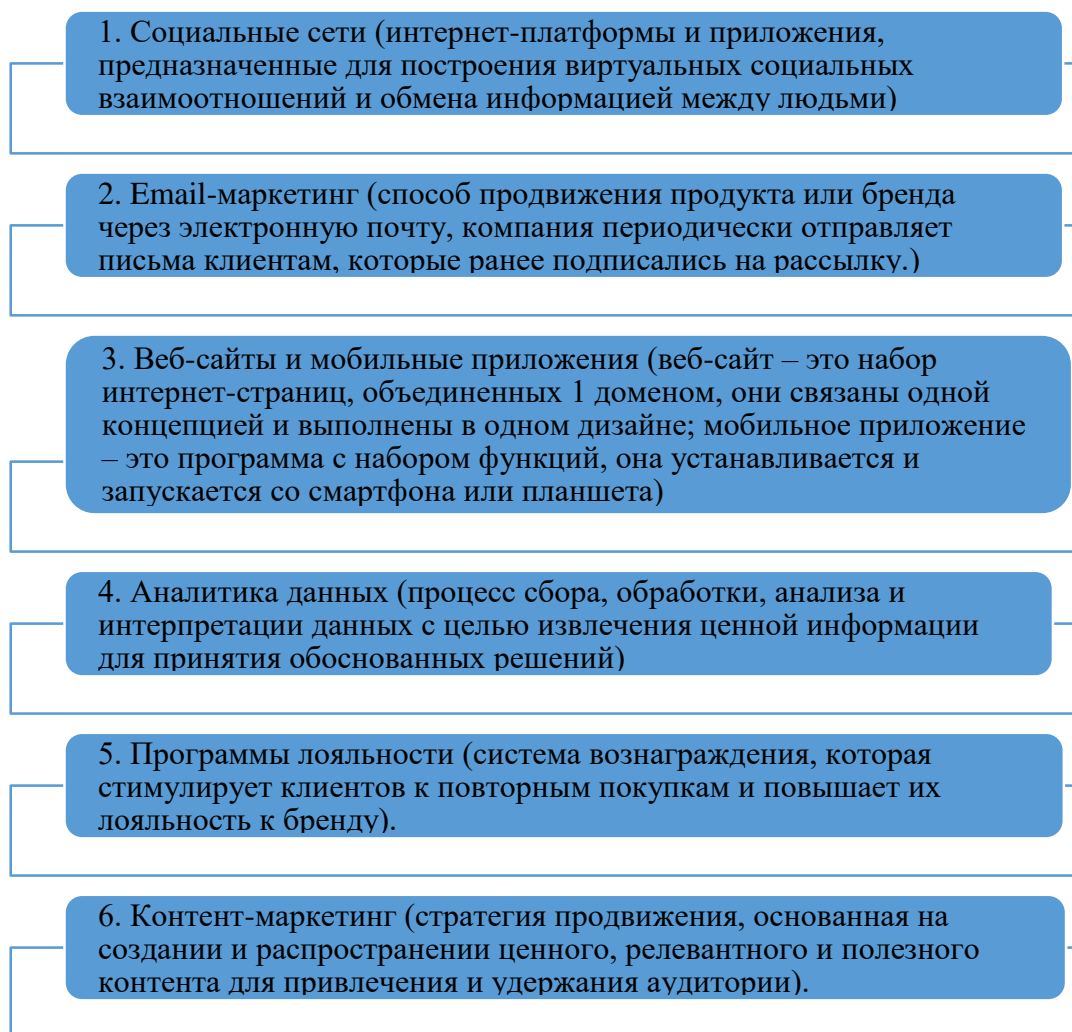 1. Социальные сети (интернет-платформы и приложения,
предназначенные для построения виртуальных социальных
взаимоотношений и обмена информацией между людьми)
2. Email-маркетинг (способ продвижения продукта или бренда
через электронную почту, компания периодически отправляет
письма клиентам, которые ранее подписались на рассылку.)
3. Веб-сайты и мобильные приложения (веб-сайт – это набор
интернет-страниц, объединенных 1 доменом, они связаны одной
концепцией и выполнены в одном дизайне; мобильное приложение
– это программа с набором функций, она устанавливается и
запускается со смартфона или планшета)
4. Аналитика данных (процесс сбора, обработки, анализа и
интерпретации данных с целью извлечения ценной информации
для принятия обоснованных решений)
5. Программы лояльности (система вознаграждения, которая
стимулирует клиентов к повторным покупкам и повышает их
лояльность к бренду).
6. Контент-маркетинг (стратегия продвижения, основанная на
создании и распространении ценного, релевантного и полезного
контента для привлечения и удержания аудитории).